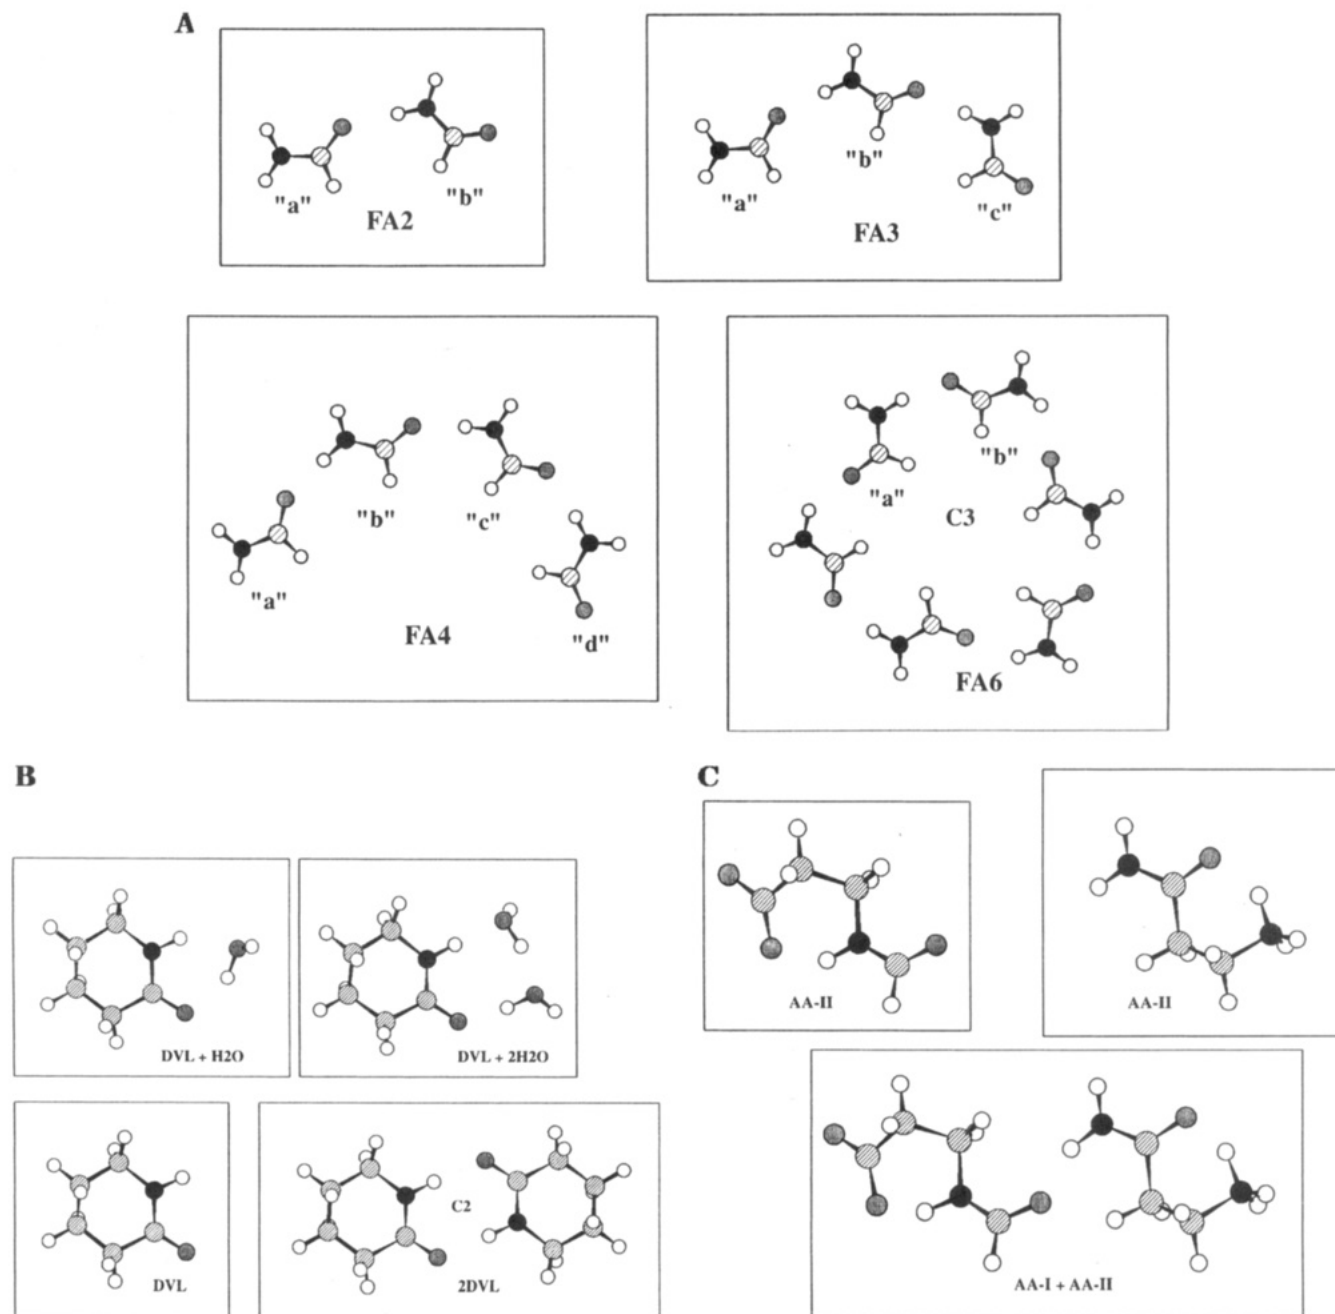 A
"a"
"b"
FA2
"a"
"b"
"c"
FA3
"a"
"b"
"c"
"d"
FA4
"a"
"b"
C3
FA6
B
DVL + H2O
DVL + 2H2O
DVL
C2
2DVL
C
AA-II
AA-II
AA-I + AA-II